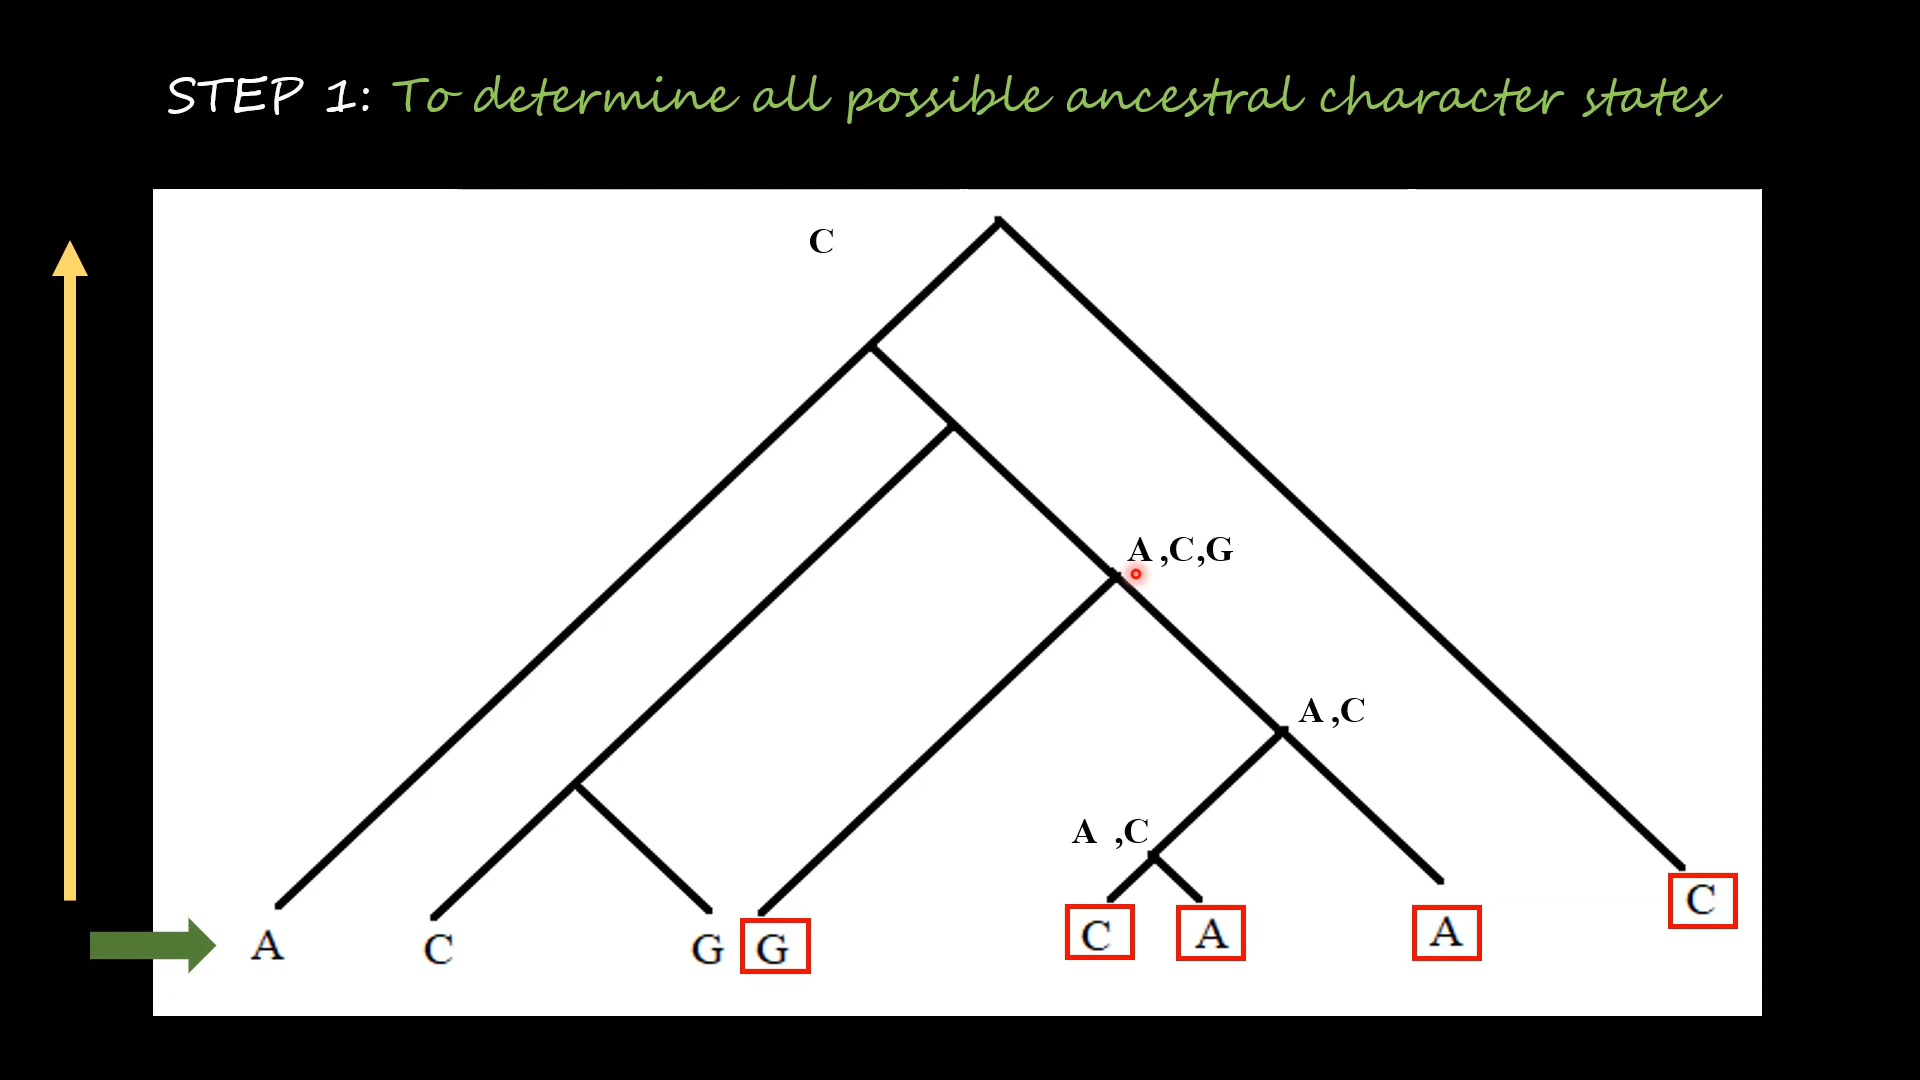 STEP 1: To determine all possible ancestral character states
C
A ,C,G
A ,C
A ,C
A C G G C A A C